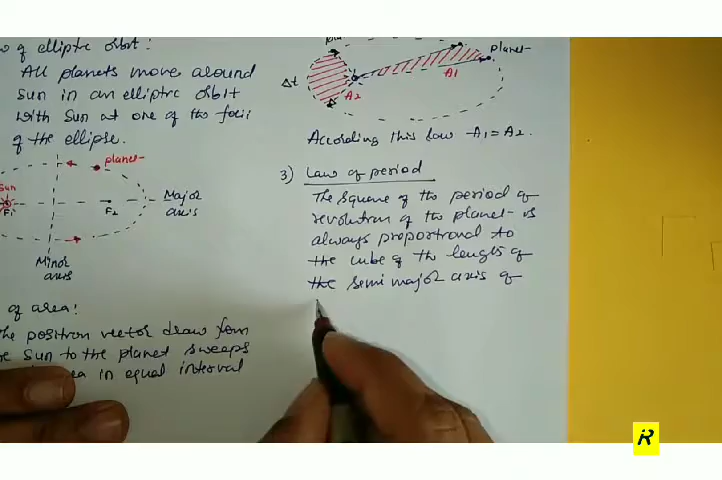 of elliptic orbit:
All planets move around
Sun in an elliptic orbit
with Sun at one of the foci
of the ellipse.
planet
Sun
F1
F2
Major
axis
Minor
axis
of area:
The position vector draw from
the Sun to the planet sweeps
area in equal interval
planet
Δt
A2
A1
According this law A1 = A2.
3) Law of period
The square of the period of
revolution of the planet is
always proportional to
the cube of the length of
the semi major axis of
R